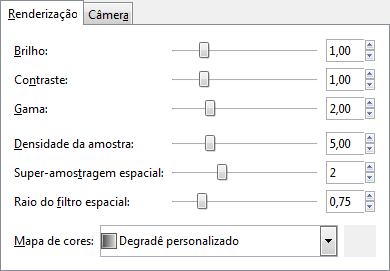 Renderização Câmera
Brilho: 1,00
Contraste: 1,00
Gama: 2,00
Densidade da amostra: 5,00
Super-amostragem espacial: 2
Raio do filtro espacial: 0,75
Mapa de cores: Degradê personalizado